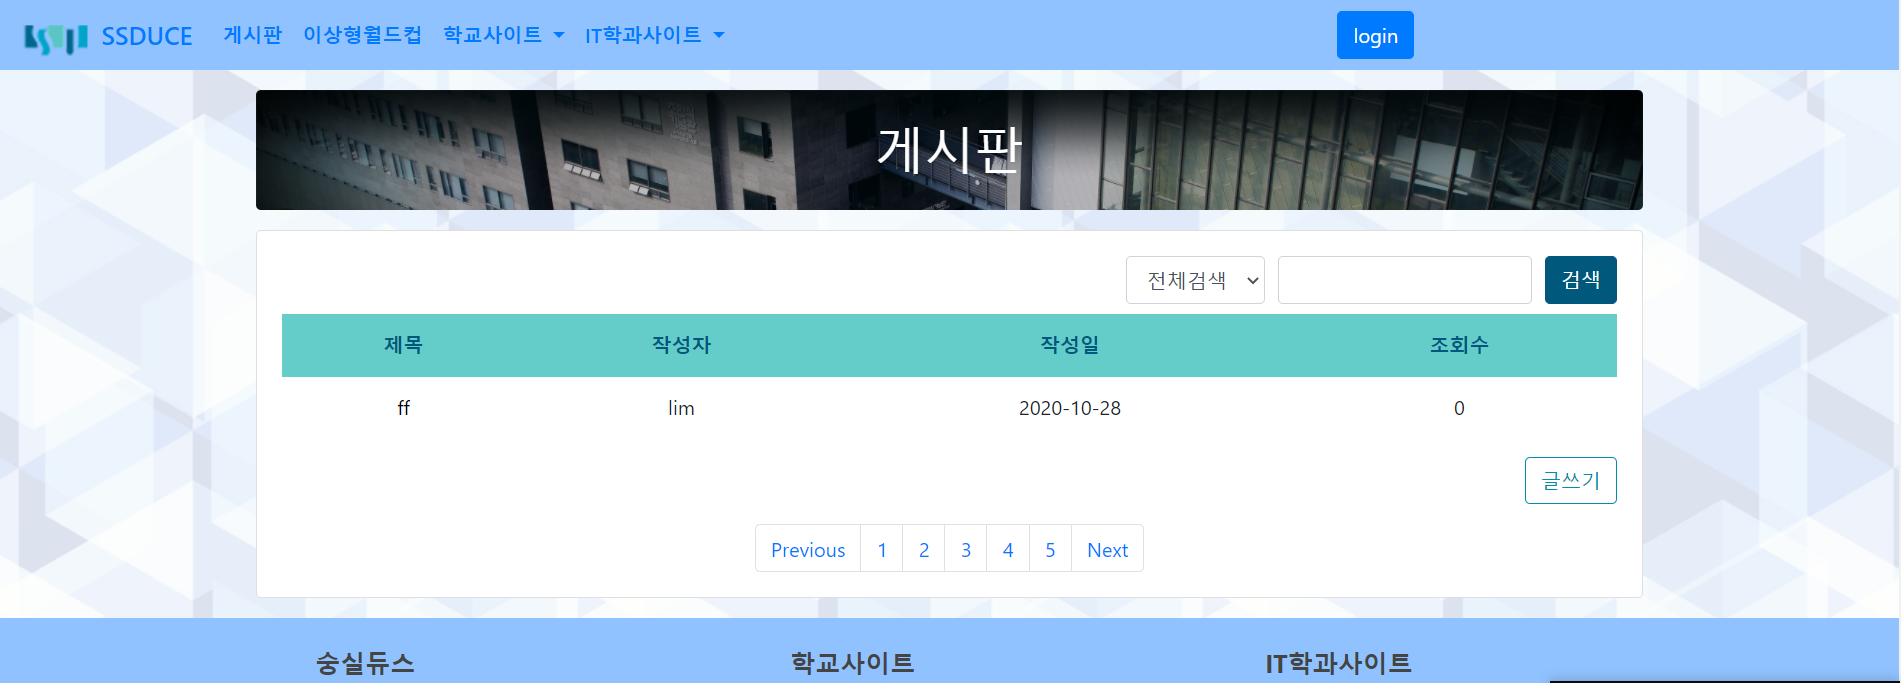 SSDUCE 게시판 이상형월드컵 학교사이트 IT학과사이트 login
게시판
전체검색 검색
제목 작성자 작성일 조회수
ff lim 2020-10-28 0
글쓰기
Previous 1 2 3 4 5 Next
숭실듀스 학교사이트 IT학과사이트